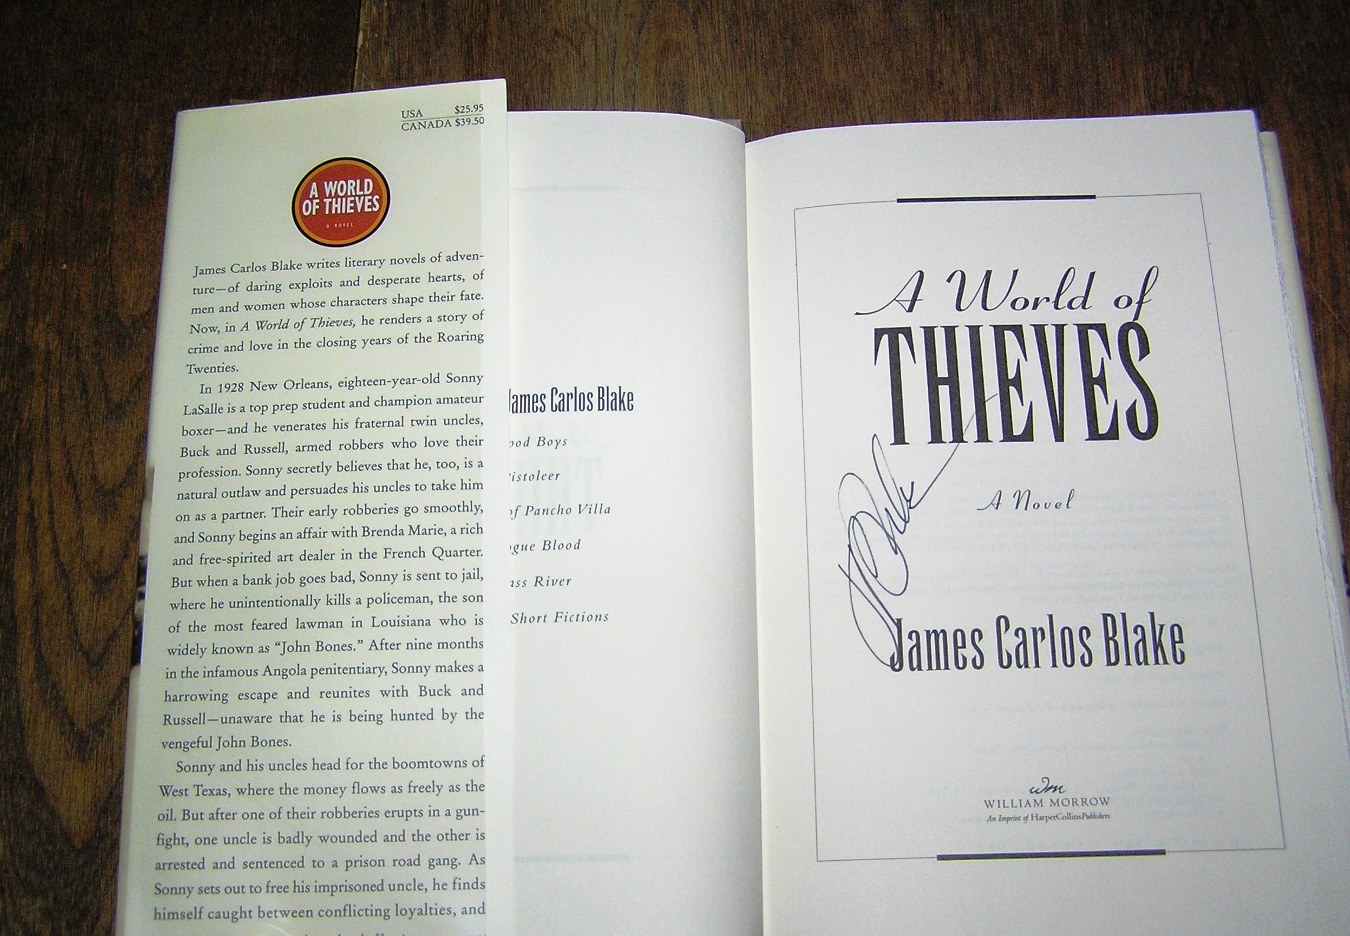 USA $25.95
CANADA $39.50
A WORLD
OF THIEVES
A NOVEL
James Carlos Blake writes literary novels of adven-
ture—of daring exploits and desperate hearts, of
men and women whose characters shape their fate.
Now, in A World of Thieves, he renders a story of
crime and love in the closing years of the Roaring
Twenties.
In 1928 New Orleans, eighteen-year-old Sonny
LaSalle is a top prep student and champion amateur
boxer—and he venerates his fraternal twin uncles,
Buck and Russell, armed robbers who love their
profession. Sonny secretly believes that he, too, is a
natural outlaw and persuades his uncles to take him
on as a partner. Their early robberies go smoothly,
and Sonny begins an affair with Brenda Marie, a rich
and free-spirited art dealer in the French Quarter.
But when a bank job goes bad, Sonny is sent to jail,
where he unintentionally kills a policeman, the son
of the most feared lawman in Louisiana who is
widely known as “John Bones.” After nine months
in the infamous Angola penitentiary, Sonny makes a
harrowing escape and reunites with Buck and
Russell—unaware that he is being hunted by the
vengeful John Bones.
Sonny and his uncles head for the boomtowns of
West Texas, where the money flows as freely as the
oil. But after one of their robberies erupts in a gun-
fight, one uncle is badly wounded and the other is
arrested and sentenced to a prison road gang. As
Sonny sets out to free his imprisoned uncle, he finds
himself caught between conflicting loyalties, and
James Carlos Blake
ood Boys
istoleer
of Pancho Villa
gue Blood
ass River
Short Fictions
A World of
THIEVES
A Novel
James Carlos Blake
wm
WILLIAM MORROW
An Imprint of HarperCollinsPublishers